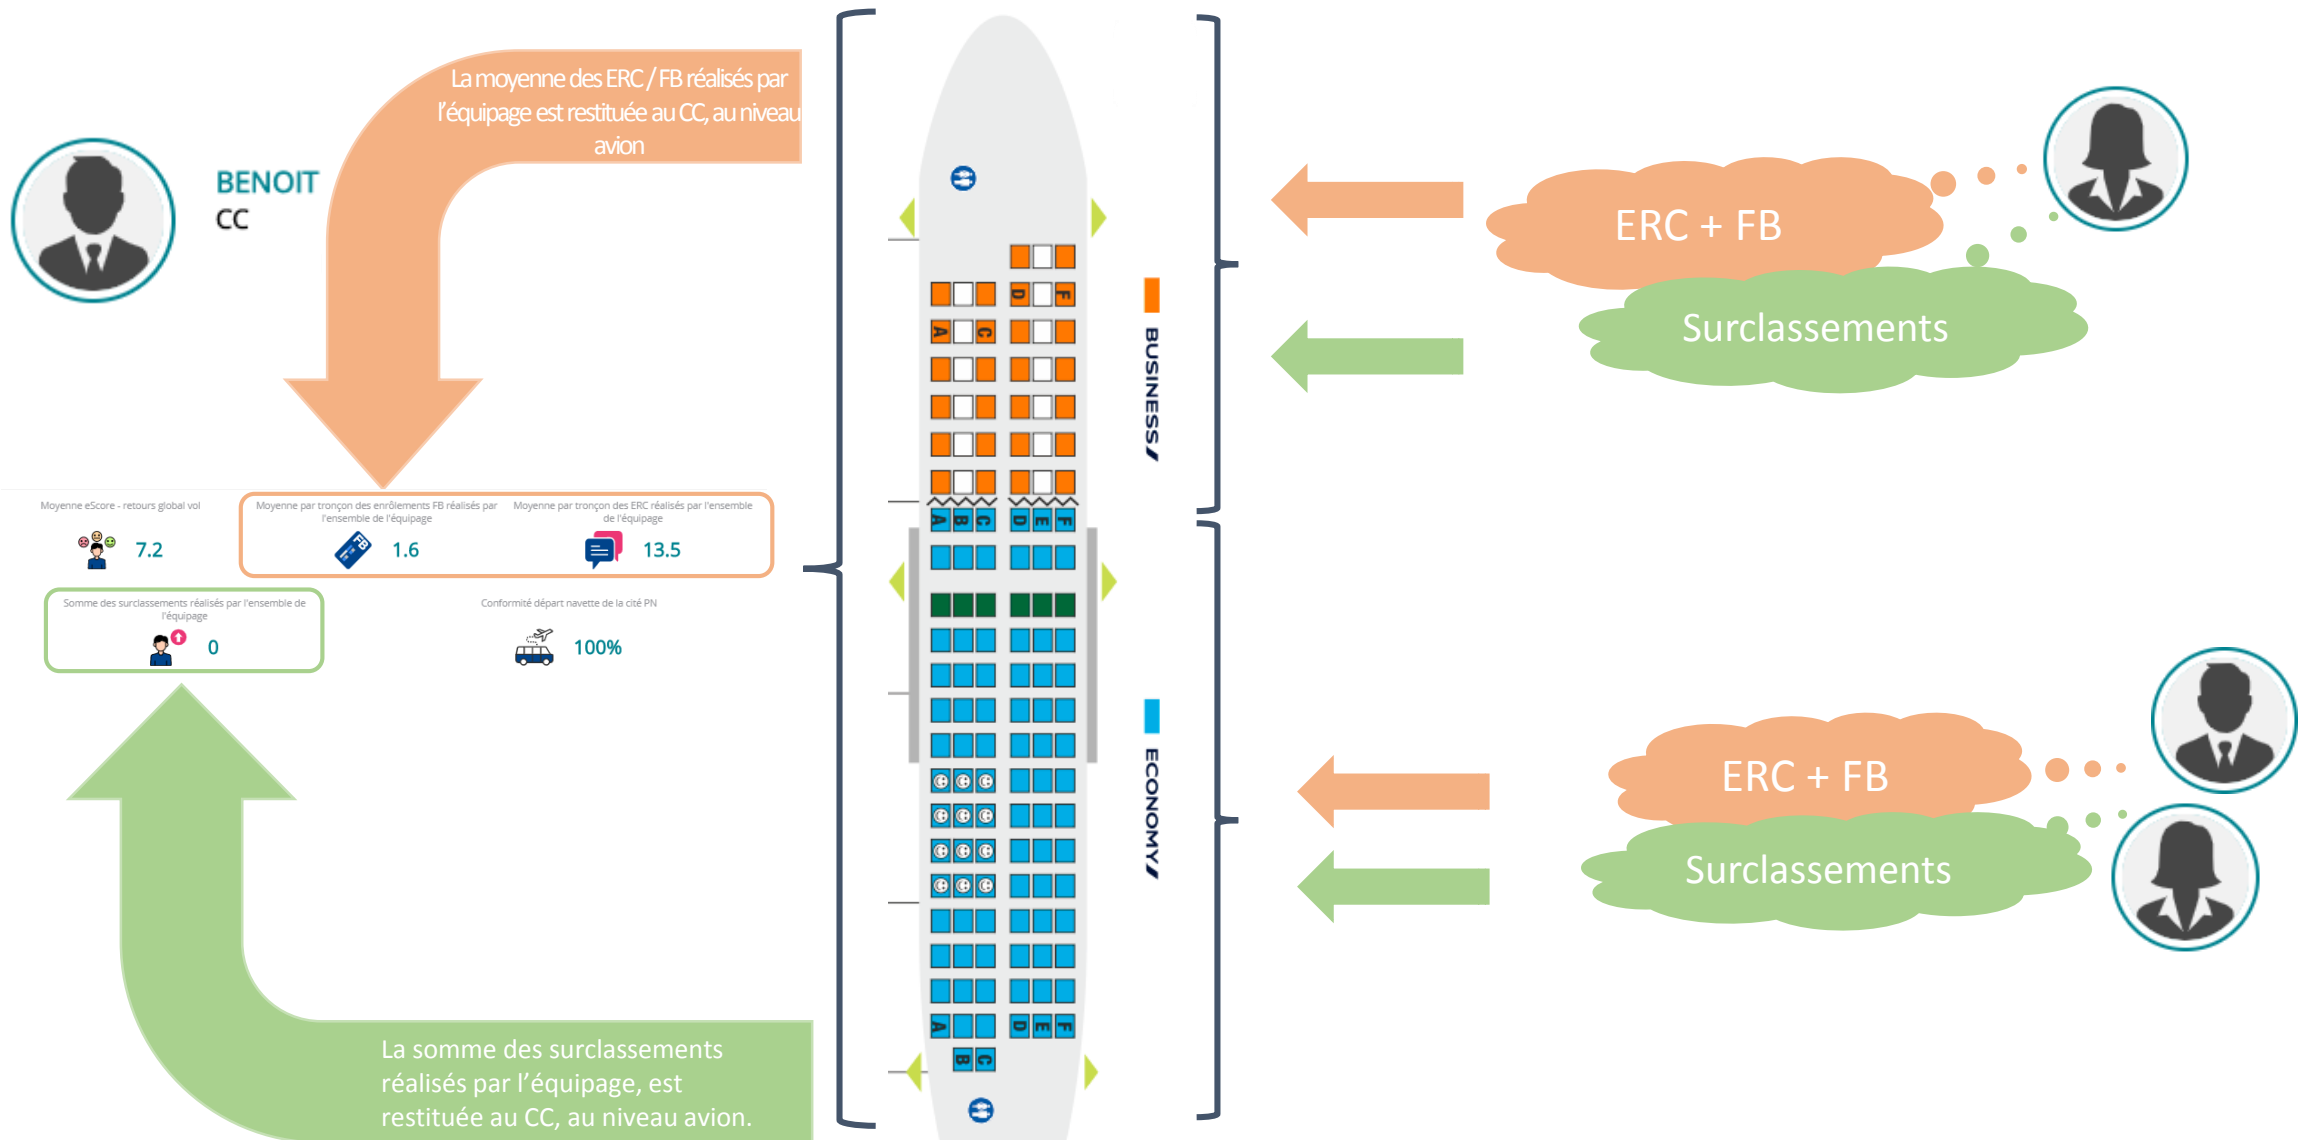 La moyenne des ERC / FB réalisés par
l'équipage est restituée au CC, au niveau
avion
BENOIT
CC
Moyenne eScore - retours global vol
7.2
Moyenne par tronçon des enrôlements FB réalisés par
l'ensemble de l'équipage
FB
1.6
Moyenne par tronçon des ERC réalisés par l'ensemble
de l'équipage
13.5
Somme des surclassements réalisés par l'ensemble de
l'équipage
0
Conformité départ navette de la cité PN
100%
La somme des surclassements
réalisés par l'équipage, est
restituée au CC, au niveau avion.
D F
A C
A B C D E F
A D E F
B C
BUSINESS
ECONOMY
ERC + FB
Surclassements
ERC + FB
Surclassements